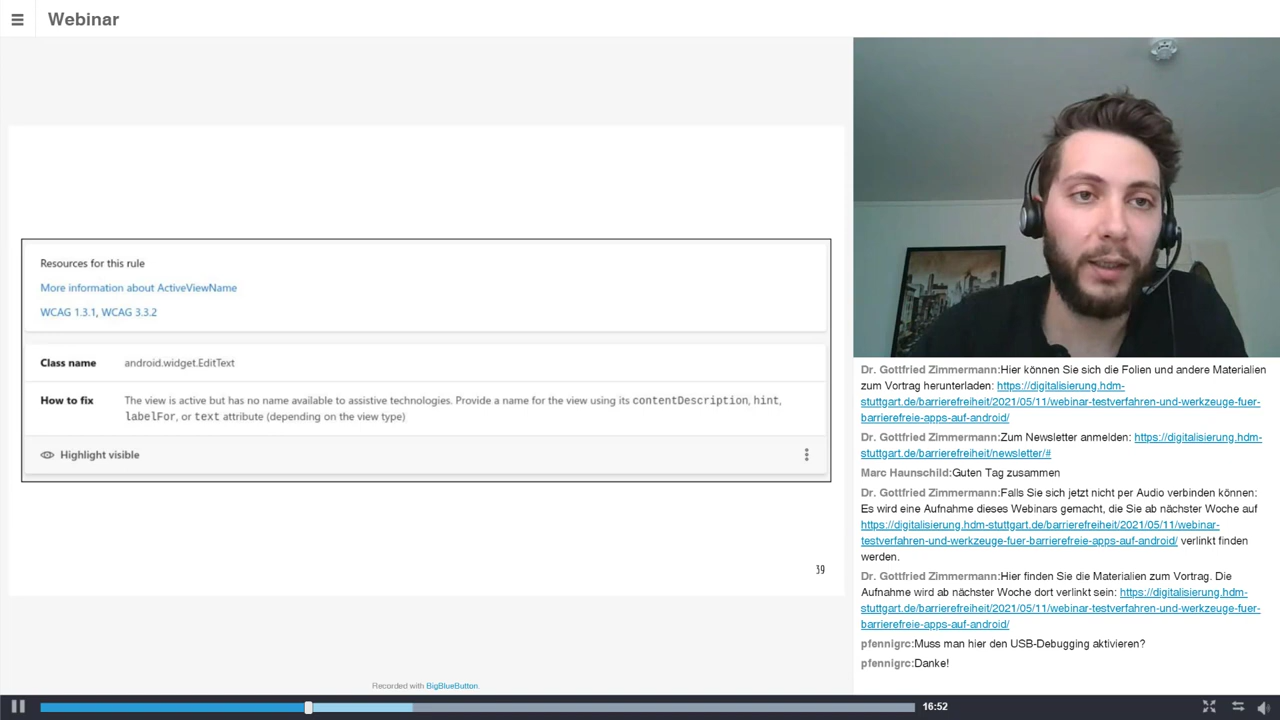 Webinar
Resources for this rule
More information about ActiveViewName
WCAG 1.3.1, WCAG 3.3.2
Class name android.widget.EditText
How to fix The view is active but has no name available to assistive technologies. Provide a name for the view using its contentDescription, hint,
labelFor, or text attribute (depending on the view type)
Highlight visible
39
Recorded with BigBlueButton.
Dr. Gottfried Zimmermann:Hier können Sie sich die Folien und andere Materialien
zum Vortrag herunterladen: https://digitalisierung.hdm-
stuttgart.de/barrierefreiheit/2021/05/11/webinar-testverfahren-und-werkzeuge-fuer-
barrierefreie-apps-auf-android/
Dr. Gottfried Zimmermann:Zum Newsletter anmelden: https://digitalisierung.hdm-
stuttgart.de/barrierefreiheit/newsletter/#
Marc Haunschild:Guten Tag zusammen
Dr. Gottfried Zimmermann:Falls Sie sich jetzt nicht per Audio verbinden können:
Es wird eine Aufnahme dieses Webinars gemacht, die Sie ab nächster Woche auf
https://digitalisierung.hdm-stuttgart.de/barrierefreiheit/2021/05/11/webinar-
testverfahren-und-werkzeuge-fuer-barrierefreie-apps-auf-android/ verlinkt finden
werden.
Dr. Gottfried Zimmermann:Hier finden Sie die Materialien zum Vortrag. Die
Aufnahme wird ab nächster Woche dort verlinkt sein: https://digitalisierung.hdm-
stuttgart.de/barrierefreiheit/2021/05/11/webinar-testverfahren-und-werkzeuge-fuer-
barrierefreie-apps-auf-android/
pfennigrc:Muss man hier den USB-Debugging aktivieren?
pfennigrc:Danke!
16:52